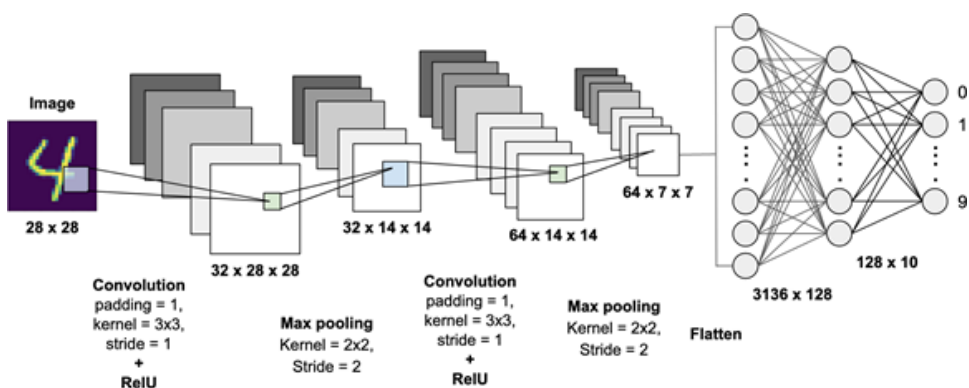 Image
28 x 28
32 x 28 x 28
32 x 14 x 14
64 x 14 x 14
64 x 7 x 7
3136 x 128
128 x 10
0
1
9
Convolution
padding = 1,
kernel = 3x3,
stride = 1
+
RelU
Max pooling
Kernel = 2x2,
Stride = 2
Convolution
padding = 1,
kernel = 3x3,
stride = 1
+
RelU
Max pooling
Kernel = 2x2,
Stride = 2
Flatten